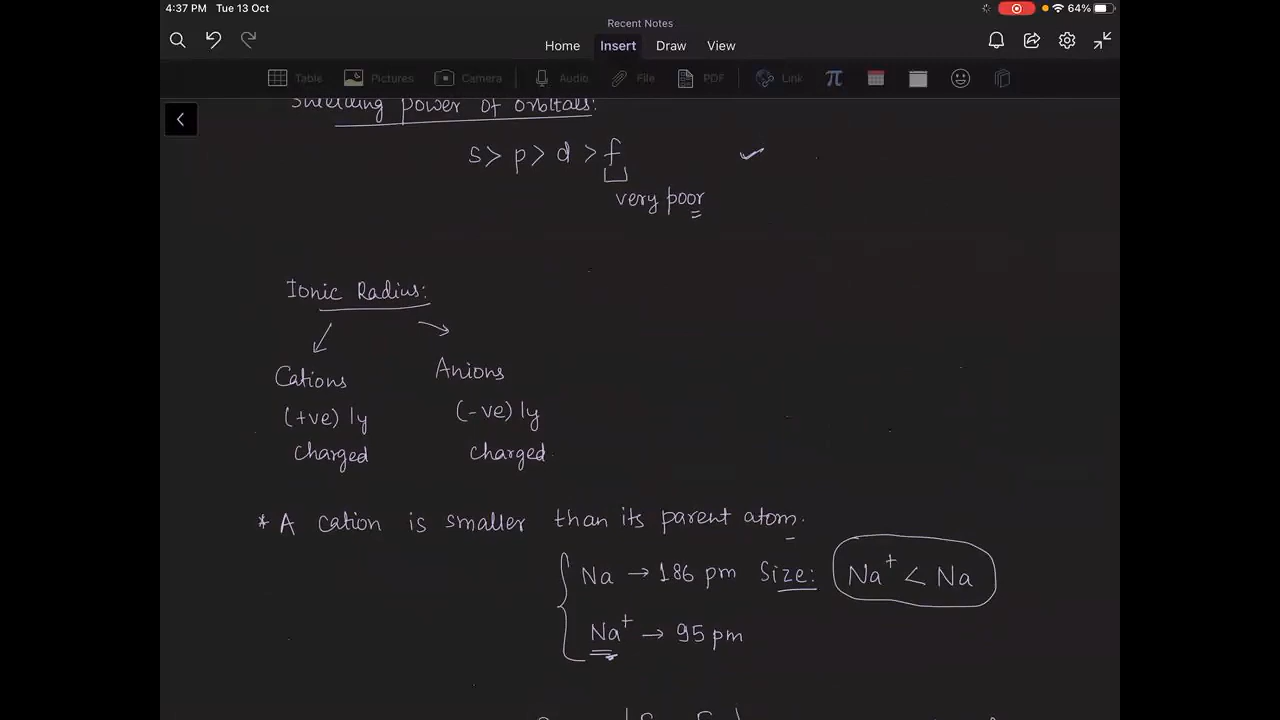 4:37 PM Tue 13 Oct
64%
Recent Notes
Home Insert Draw View
Table Pictures Camera Audio File PDF Link
Shielding power of orbitals:
s > p > d > f
very poor
Ionic Radius:
Cations Anions
(+ve) ly (-ve) ly
charged charged
* A cation is smaller than its parent atom.
Na → 186 pm Size: Na⁺ < Na
Na⁺ → 95 pm